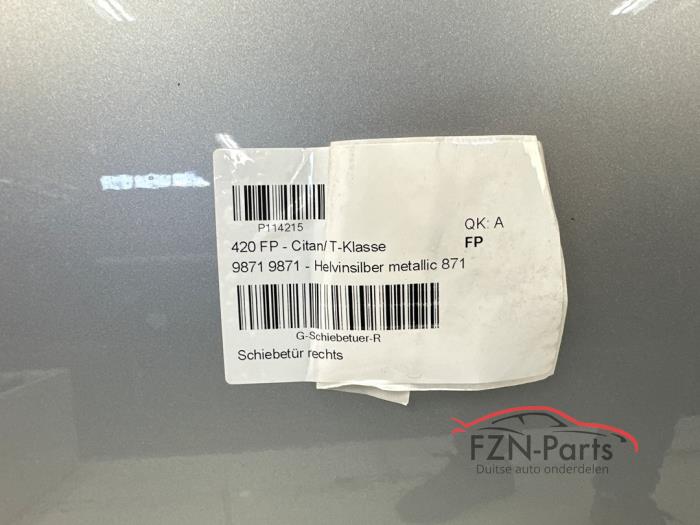 P114215
QK: A
420 FP - Citan/ T-Klasse
FP
9871 9871 - Helvinsilber metallic 871
G-Schiebetuer-R
Schiebetür rechts
FZN-Parts
Duitse auto onderdelen